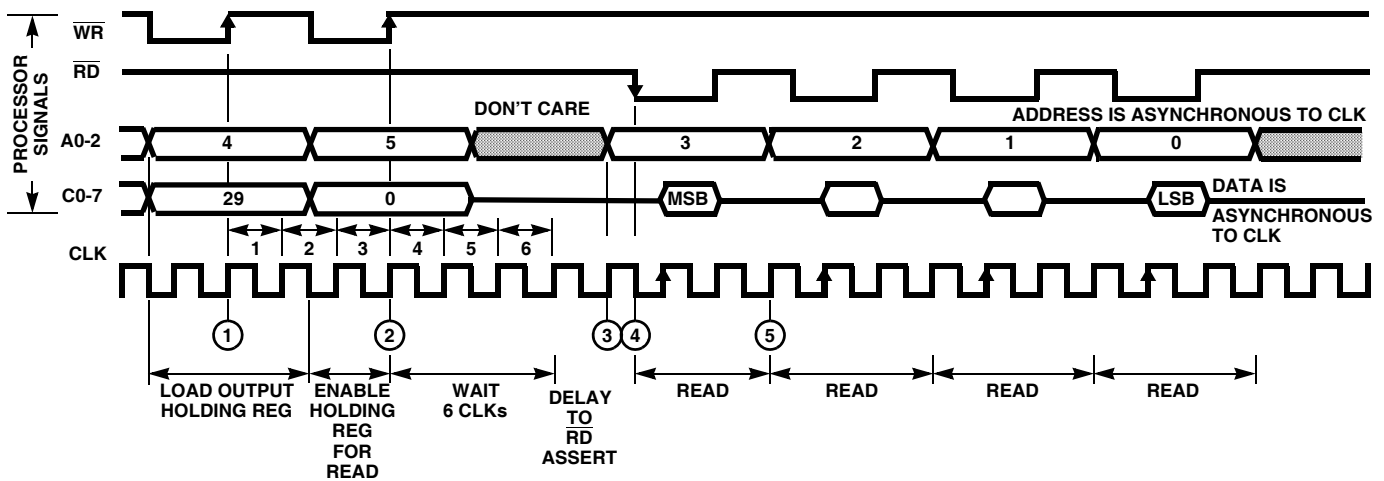 PROCESSOR
SIGNALS
WR
RD
DON'T CARE
ADDRESS IS ASYNCHRONOUS TO CLK
A0-2
4
5
3
2
1
0
C0-7
29
0
MSB
LSB
DATA IS
ASYNCHRONOUS
TO CLK
1
2
3
4
5
6
CLK
1
2
3
4
5
LOAD OUTPUT
HOLDING REG
ENABLE
HOLDING
REG
FOR
READ
WAIT
6 CLKs
DELAY
TO
RD
ASSERT
READ
READ
READ
READ